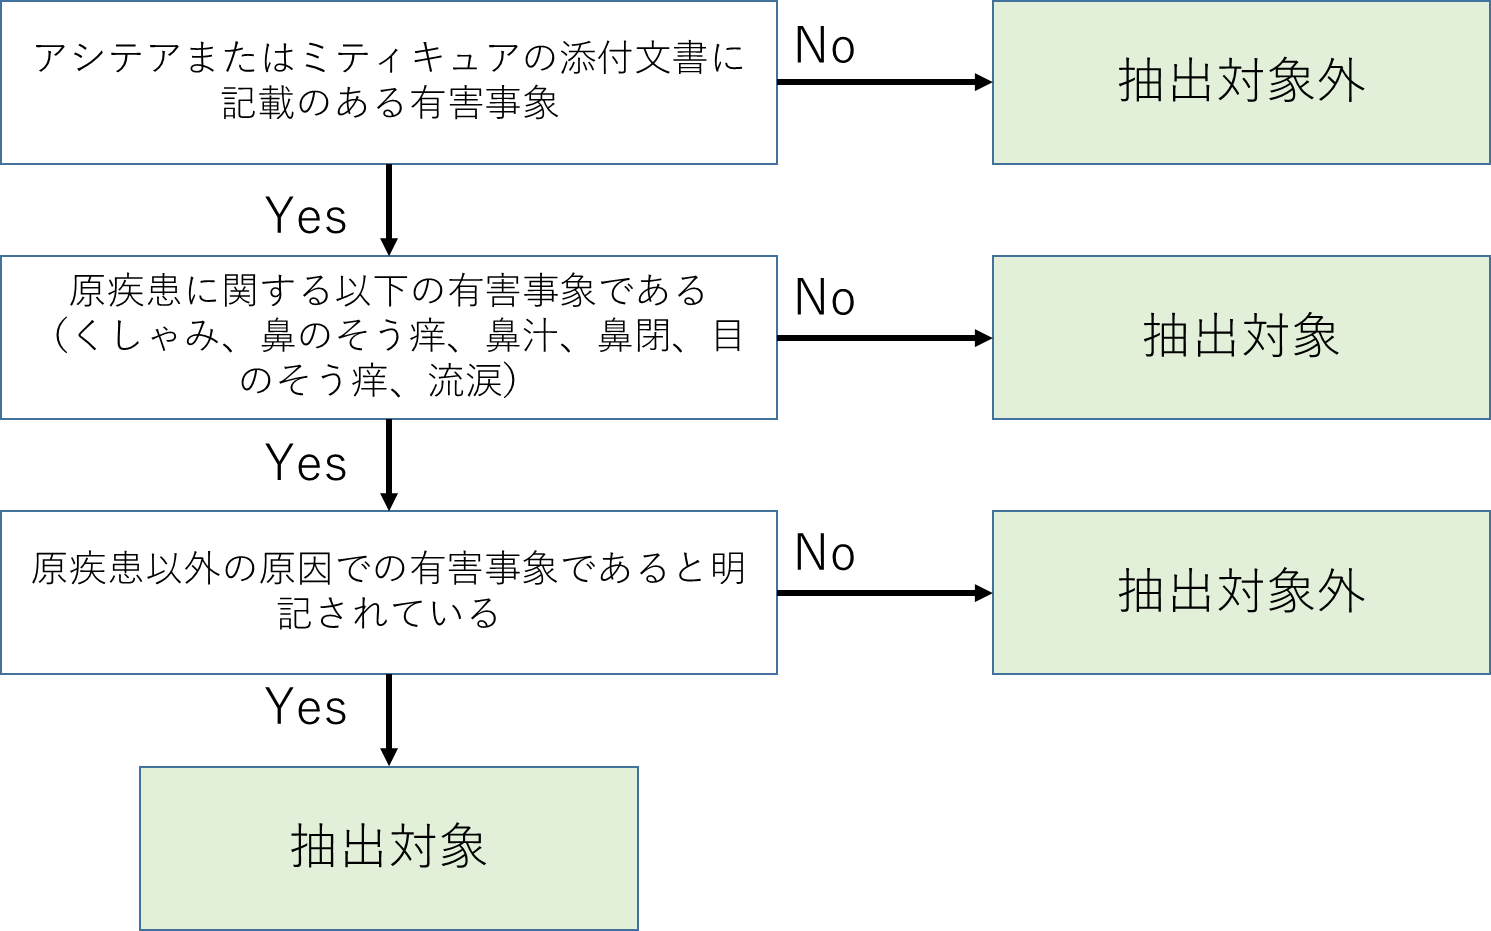 アシテアまたはミティキュアの添付文書に
記載のある有害事象
No
抽出対象外
Yes
原疾患に関する以下の有害事象である
（くしゃみ、鼻のそう痒、鼻汁、鼻閉、目
のそう痒、流涙）
No
抽出対象
Yes
原疾患以外の原因での有害事象であると明
記されている
No
抽出対象外
Yes
抽出対象